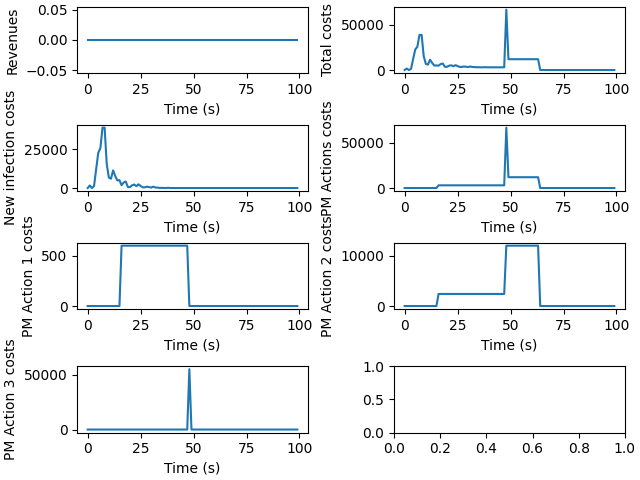 Revenues
0.05
0.00
−0.05
0 25 50 75 100
Time (s)
Total costs
50000
0
0 25 50 75 100
Time (s)
New infection costs
25000
0
0 25 50 75 100
Time (s)
PM Actions costs
50000
0
0 25 50 75 100
Time (s)
PM Action 1 costs
500
0
0 25 50 75 100
Time (s)
PM Action 2 costs
10000
0
0 25 50 75 100
Time (s)
PM Action 3 costs
50000
0
0 25 50 75 100
Time (s)
1.0
0.5
0.0
0.0 0.2 0.4 0.6 0.8 1.0